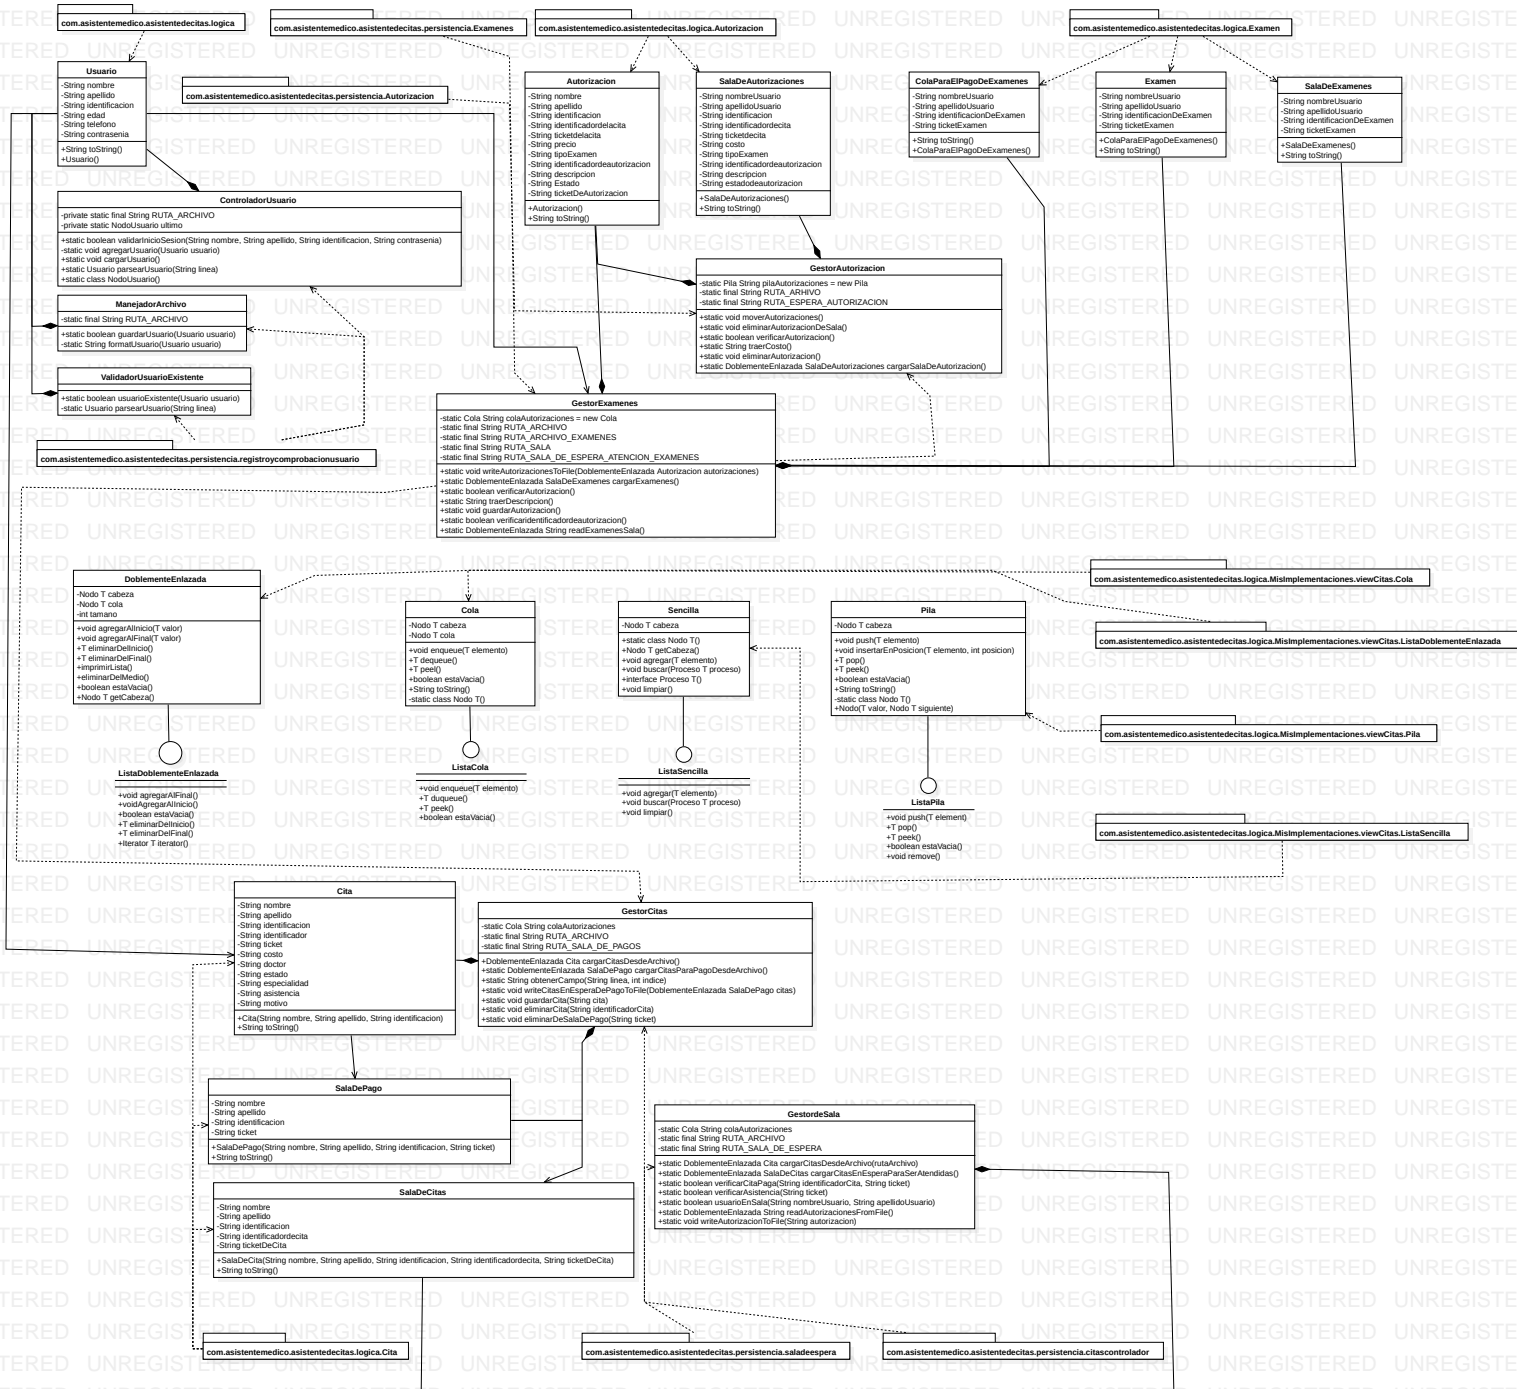 com.asistentemedico.asistentedecitas.logica
com.asistentemedico.asistentedecitas.persistencia.Examenes
com.asistentemedico.asistentedecitas.logica.Autorizacion
com.asistentemedico.asistentedecitas.logica.Examen
Usuario
-String nombre
-String apellido
-String identificacion
-String edad
-String telefono
-String contrasenia
+String toString()
+Usuario()
com.asistentemedico.asistentedecitas.persistencia.Autorizacion
Autorizacion
-String nombre
-String apellido
-String identificacion
-String identificadordelacita
-String ticketdelacita
-String precio
-String tipoExamen
-String identificadordeautorizacion
-String descripcion
-String Estado
-String ticketDeAutorizacion
+Autorizacion()
+String toString()
SalaDeAutorizaciones
-String nombreUsuario
-String apellidoUsuario
-String identificacion
-String identificadordecita
-String ticketdecita
-String costo
-String tipoExamen
-String identificadordeautorizacion
-String descripcion
-String estadodeautorizacion
+SalaDeAutorizaciones()
+String toString()
ColaParaElPagoDeExamenes
-String nombreUsuario
-String apellidoUsuario
-String identificacionDeExamen
-String ticketExamen
+String toString()
+ColaParaElPagoDeExamenes()
Examen
-String nombreUsuario
-String apellidoUsuario
-String identificacionDeExamen
-String ticketExamen
+ColaParaElPagoDeExamenes()
+String toString()
SalaDeExamenes
-String nombreUsuario
-String apellidoUsuario
-String identificacionDeExamen
-String ticketExamen
+SalaDeExamenes()
+String toString()
ControladorUsuario
-private static final String RUTA_ARCHIVO
-private static NodoUsuario ultimo
+static boolean validarInicioSesion(String nombre, String apellido, String identificacion, String contrasenia)
-static void agregarUsuario(Usuario usuario)
+static void cargarUsuario()
+static Usuario parsearUsuario(String linea)
+static class NodoUsuario()
ManejadorArchivo
-static final String RUTA_ARCHIVO
+static boolean guardarUsuario(Usuario usuario)
-static String formatUsuario(Usuario usuario)
ValidadorUsuarioExistente
+static boolean usuarioExistente(Usuario usuario)
-static Usuario parsearUsuario(String linea)
com.asistentemedico.asistentedecitas.persistencia.registroycomprobacionusuario
GestorAutorizacion
-static Pila String pilaAutorizaciones = new Pila
-static final String RUTA_ARHIVO
-static final String RUTA_ESPERA_AUTORIZACION
+static void moverAutorizaciones()
+static void eliminarAutorizacionDeSala()
+static boolean verificarAutorizacion()
+static String traerCosto()
+static void eliminarAutorizacion()
+static DoblementeEnlazada SalaDeAutorizaciones cargarSalaDeAutorizacion()
GestorExamenes
-static Cola String colaAutorizaciones = new Cola
-static final String RUTA_ARCHIVO
-static final String RUTA_ARCHIVO_EXAMENES
-static final String RUTA_SALA
-static final String RUTA_SALA_DE_ESPERA_ATENCION_EXAMENES
+static void writeAutorizacionesToFile(DoblementeEnlazada Autorizacion autorizaciones)
+static DoblementeEnlazada SalaDeExamenes cargarExamenes()
+static boolean verificarAutorizacion()
+static String traerDescripcion()
+static void guardarAutorizacion()
+static boolean verificaridentificadordeautorizacion()
+static DoblementeEnlazada String readExamenesSala()
DoblementeEnlazada
-Nodo T cabeza
-Nodo T cola
-int tamano
+void agregarAlInicio(T valor)
+void agregarAlFinal(T valor)
+T eliminarDelInicio()
+T eliminarDelFinal()
+imprimirLista()
+eliminarDelMedio()
+boolean estaVacia()
+Nodo T getCabeza()
ListaDoblementeEnlazada
+void agregarAlFinal()
+voidAgregarAlInicio()
+boolean estaVacia()
+T eliminarDelInicio()
+T eliminarDelFinal()
+Iterator T iterator()
Cola
-Nodo T cabeza
-Nodo T cola
+void enqueue(T elemento)
+T dequeue()
+T peel()
+boolean estaVacia()
+String toString()
-static class Nodo T()
ListaCola
+void enqueue(T elemento)
+T duqueue()
+T peek()
+boolean estaVacia()
Sencilla
-Nodo T cabeza
+static class Nodo T()
+Nodo T getCabeza()
+void agregar(T elemento)
+void buscar(Proceso T proceso)
+interface Proceso T()
+void limpiar()
ListaSencilla
+void agregar(T elemento)
+void buscar(Proceso T proceso)
+void limpiar()
Pila
-Nodo T cabeza
+void push(T elemento)
+void insertarEnPosicion(T elemento, int posicion)
+T pop()
+T peek()
+boolean estaVacia()
+String toString()
-static class Nodo T()
+Nodo(T valor, Nodo T siguiente)
ListaPila
+void push(T element)
+T pop()
+T peek()
+boolean estaVacia()
+void remove()
com.asistentemedico.asistentedecitas.logica.MisImplementaciones.viewCitas.Cola
com.asistentemedico.asistentedecitas.logica.MisImplementaciones.viewCitas.ListaDoblementeEnlazada
com.asistentemedico.asistentedecitas.logica.MisImplementaciones.viewCitas.Pila
com.asistentemedico.asistentedecitas.logica.MisImplementaciones.viewCitas.ListaSencilla
Cita
-String nombre
-String apellido
-String identificacion
-String identificador
-String ticket
-String costo
-String doctor
-String estado
-String especialidad
-String asistencia
-String motivo
+Cita(String nombre, String apellido, String identificacion)
+String toString()
GestorCitas
-static Cola String colaAutorizaciones
-static final String RUTA_ARCHIVO
-static final String RUTA_SALA_DE_PAGOS
+DoblementeEnlazada Cita cargarCitasDesdeArchivo()
+static DoblementeEnlazada SalaDePago cargarCitasParaPagoDesdeArchivo()
+static String obtenerCampo(String linea, int indice)
+static void writeCitasEnEsperaDePagoToFile(DoblementeEnlazada SalaDePago citas)
+static void guardarCita(String cita)
+static void eliminarCita(String identificadorCita)
+static void eliminarDeSalaDePago(String ticket)
SalaDePago
-String nombre
-String apellido
-String identificacion
-String ticket
+SalaDePago(String nombre, String apellido, String identificacion, String ticket)
+String toString()
GestordeSala
-static Cola String colaAutorizaciones
-static final String RUTA_ARCHIVO
-static final String RUTA_SALA_DE_ESPERA
+static DoblementeEnlazada Cita cargarCitasDesdeArchivo(rutaArchivo)
+static DoblementeEnlazada SalaDeCitas cargarCitasEnEsperaParaSerAtendidas()
+static boolean verificarCitaPaga(String identificadorCita, String ticket)
+static boolean verificarAsistencia(String ticket)
+static boolean usuarioEnSala(String nombreUsuario, String apellidoUsuario)
+static DoblementeEnlazada String readAutorizacionesFromFile()
+static void writeAutorizacionToFile(String autorizacion)
SalaDeCitas
-String nombre
-String apellido
-String identificacion
-String identificadordecita
-String ticketDeCita
+SalaDeCita(String nombre, String apellido, String identificacion, String identificadordecita, String ticketDeCita)
+String toString()
com.asistentemedico.asistentedecitas.logica.Cita
com.asistentemedico.asistentedecitas.persistencia.saladeespera
com.asistentemedico.asistentedecitas.persistencia.citascontrolador